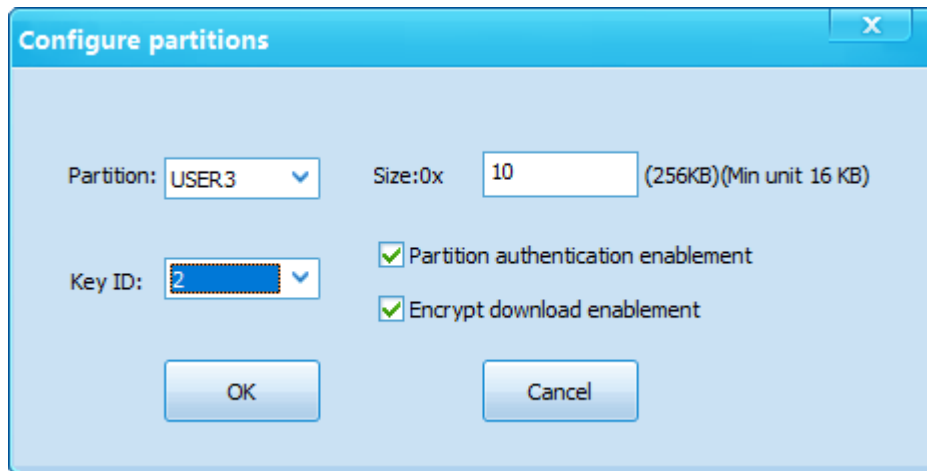 Configure partitions
X
Partition: USER3 Size:0x 10 (256KB)(Min unit 16 KB)
Partition authentication enablement
Key ID: 2
Encrypt download enablement
OK Cancel